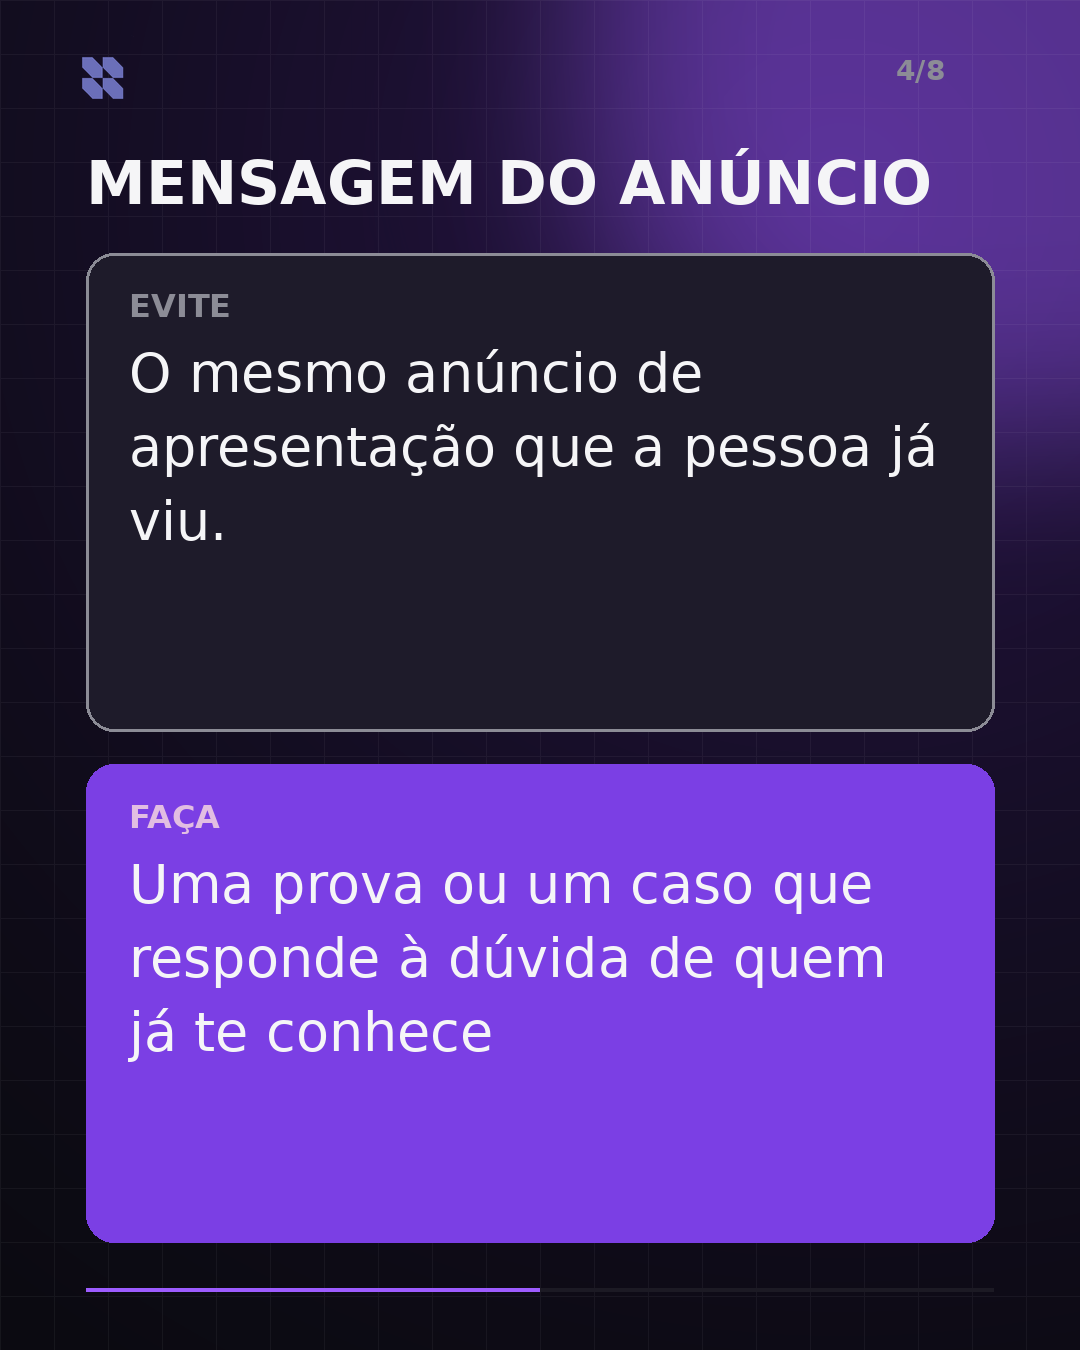 4/8
MENSAGEM DO ANÚNCIO
EVITE
O mesmo anúncio de
apresentação que a pessoa já
viu.
FAÇA
Uma prova ou um caso que
responde à dúvida de quem
já te conhece